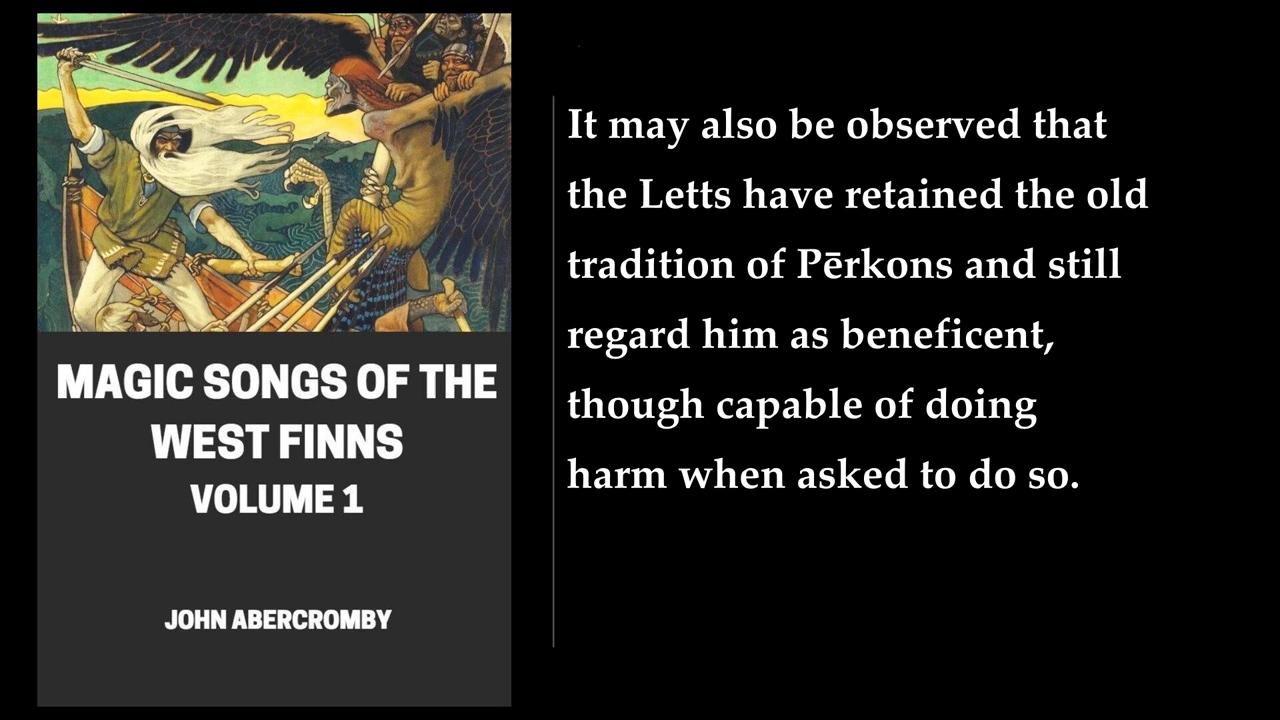 MAGIC SONGS OF THE
WEST FINNS
VOLUME 1
JOHN ABERCROMBY
It may also be observed that
the Letts have retained the old
tradition of Pērkons and still
regard him as beneficent,
though capable of doing
harm when asked to do so.